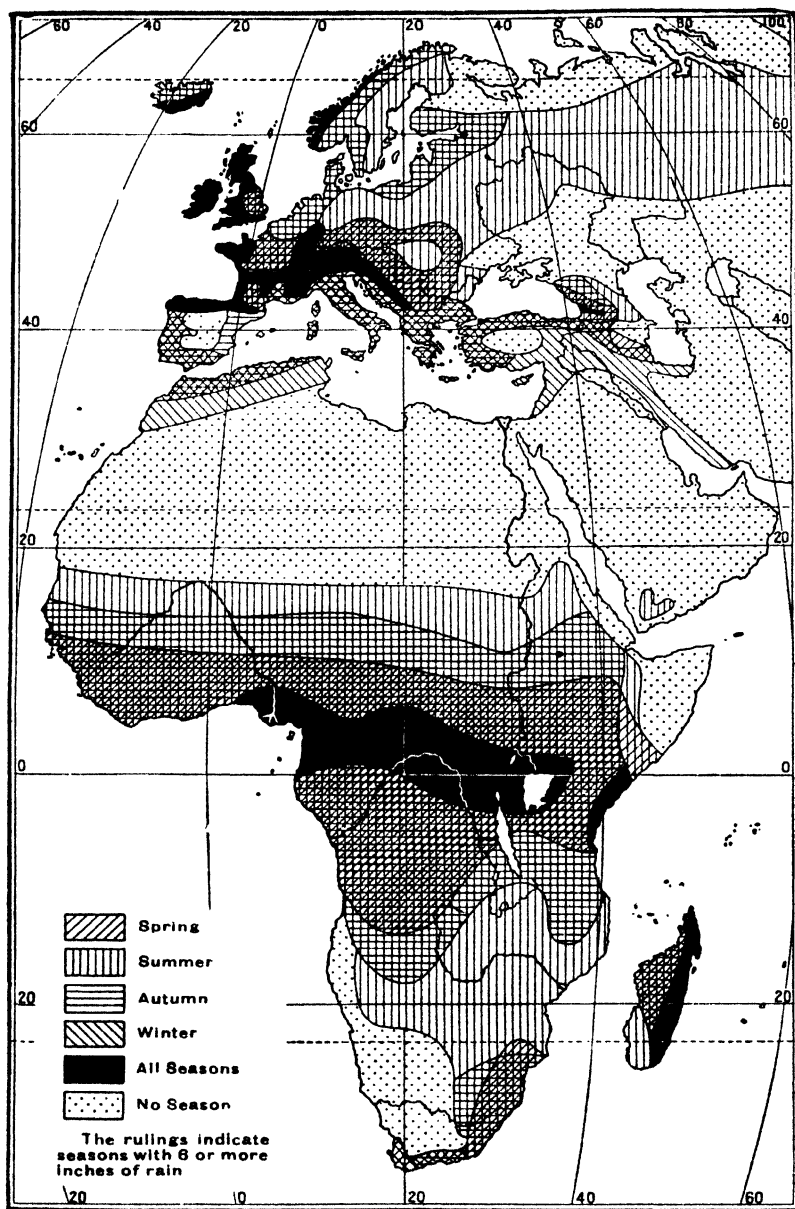 60 40 20 0 20 40 60 80 100
60 60
40 40
20 20
0 0
Spring
Summer
Autumn
Winter
All Seasons
No Season
The rulings indicate
seasons with 6 or more
inches of rain
20 20
20 0 20 40 60